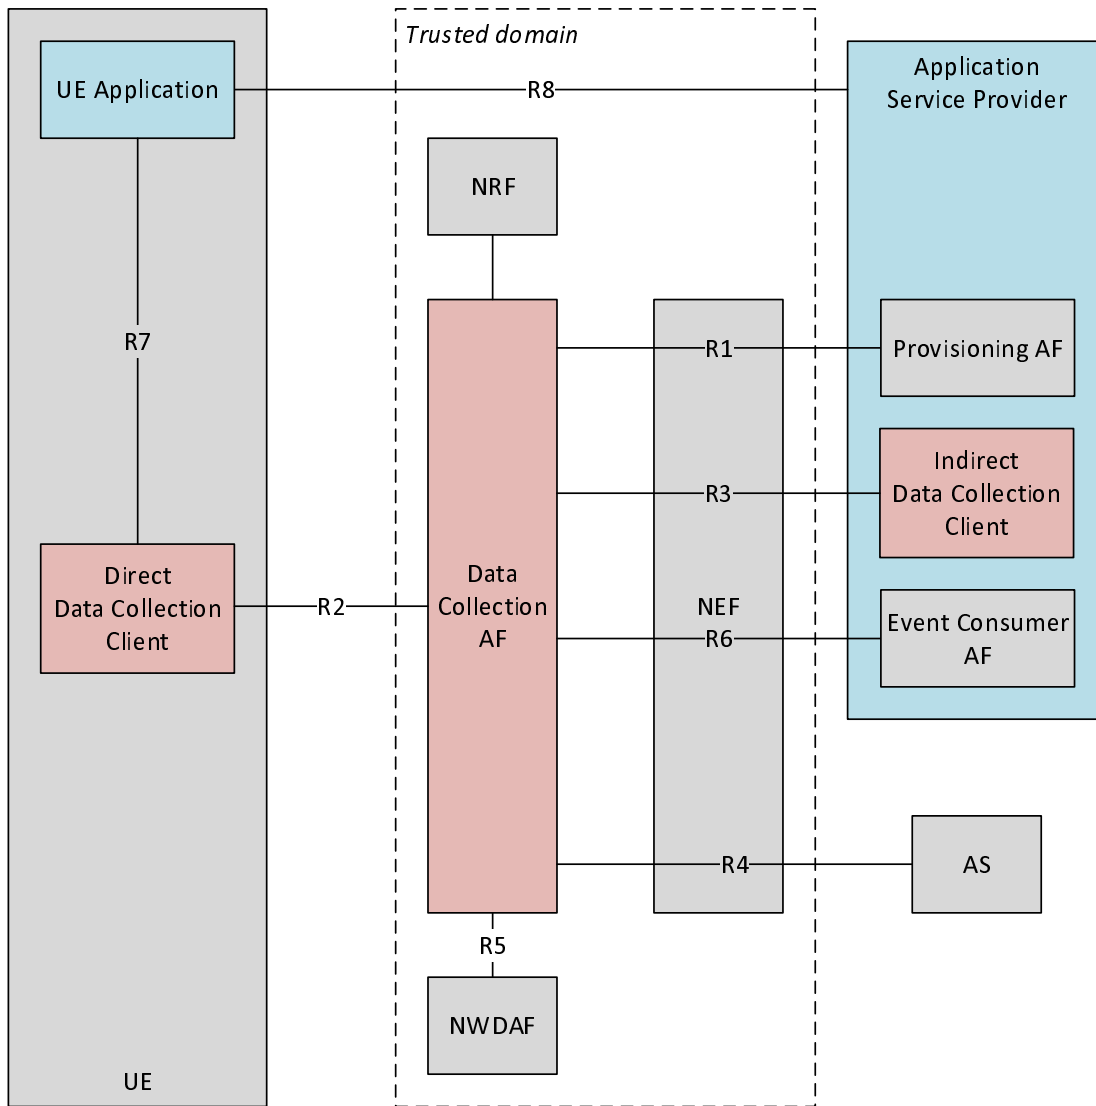 Trusted domain
UE Application
R8
Application
Service Provider
NRF
R7
R1
Provisioning AF
Indirect
Data Collection
Client
R3
Direct
Data Collection
Client
R2
Data
Collection
AF
NEF
R6
Event Consumer
AF
R4
AS
R5
NWDAF
UE